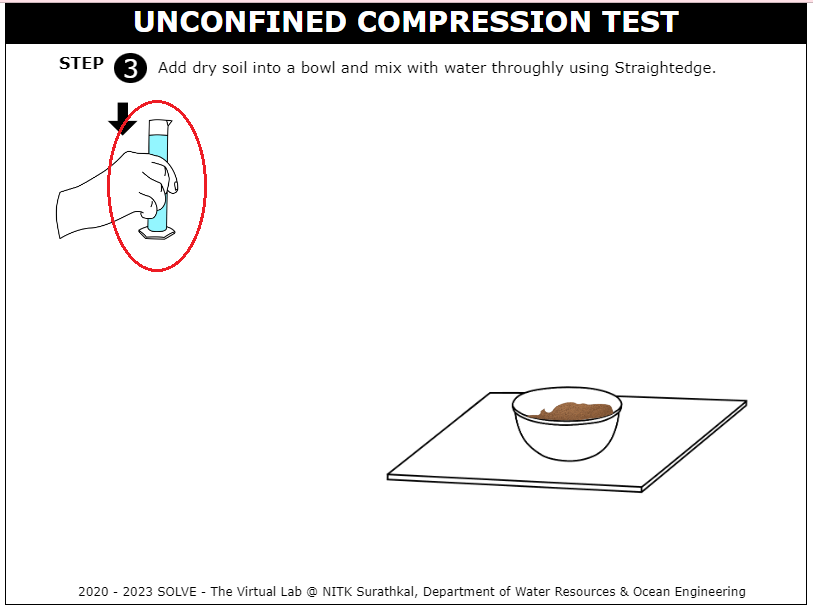 UNCONFINED COMPRESSION TEST
STEP 3 Add dry soil into a bowl and mix with water throughly using Straightedge.
2020 - 2023 SOLVE - The Virtual Lab @ NITK Surathkal, Department of Water Resources & Ocean Engineering